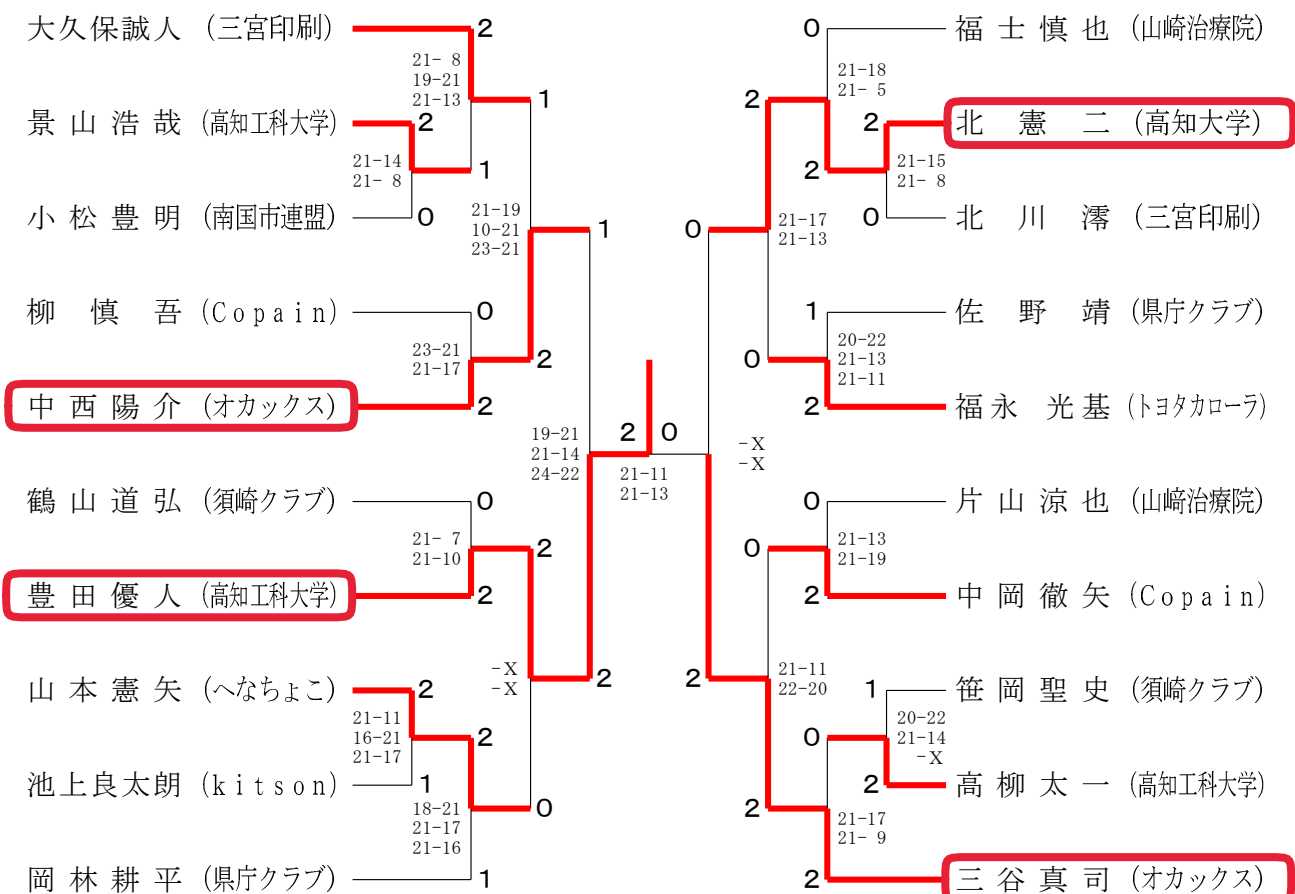 大久保誠人 (三宮印刷) 2
21- 8
19-21
21-13
1
景山浩哉 (高知工科大学) 2
21-14
21- 8
1
小松豊明 (南国市連盟) 0
21-19
10-21
23-21
1
柳慎吾 (Copain) 0
23-21
21-17
2
中西陽介 (オカックス) 2
19-21
21-14
24-22
2 0
21-11
21-13
鶴山道弘 (須崎クラブ) 0
21- 7
21-10
2
豊田優人 (高知工科大学) 2
-X
-X
2
山本憲矢 (へなちょこ) 2
21-11
16-21
21-17
2
池上良太朗 (kitson) 1
18-21
21-17
21-16
0
岡林耕平 (県庁クラブ) 1
0 福士慎也 (山崎治療院)
21-18
21- 5
2
2 北憲二 (高知大学)
21-15
21- 8
2
0 北川澪 (三宮印刷)
21-17
21-13
0
1 佐野靖 (県庁クラブ)
20-22
21-13
21-11
0
2 福永光基 (トヨタカローラ)
-X
-X
0 片山涼也 (山崎治療院)
21-13
21-19
0
2 中岡徹矢 (Copain)
21-11
22-20
2
1 笹岡聖史 (須崎クラブ)
20-22
21-14
-X
0
2 高柳太一 (高知工科大学)
21-17
21- 9
2
2 三谷真司 (オカックス)